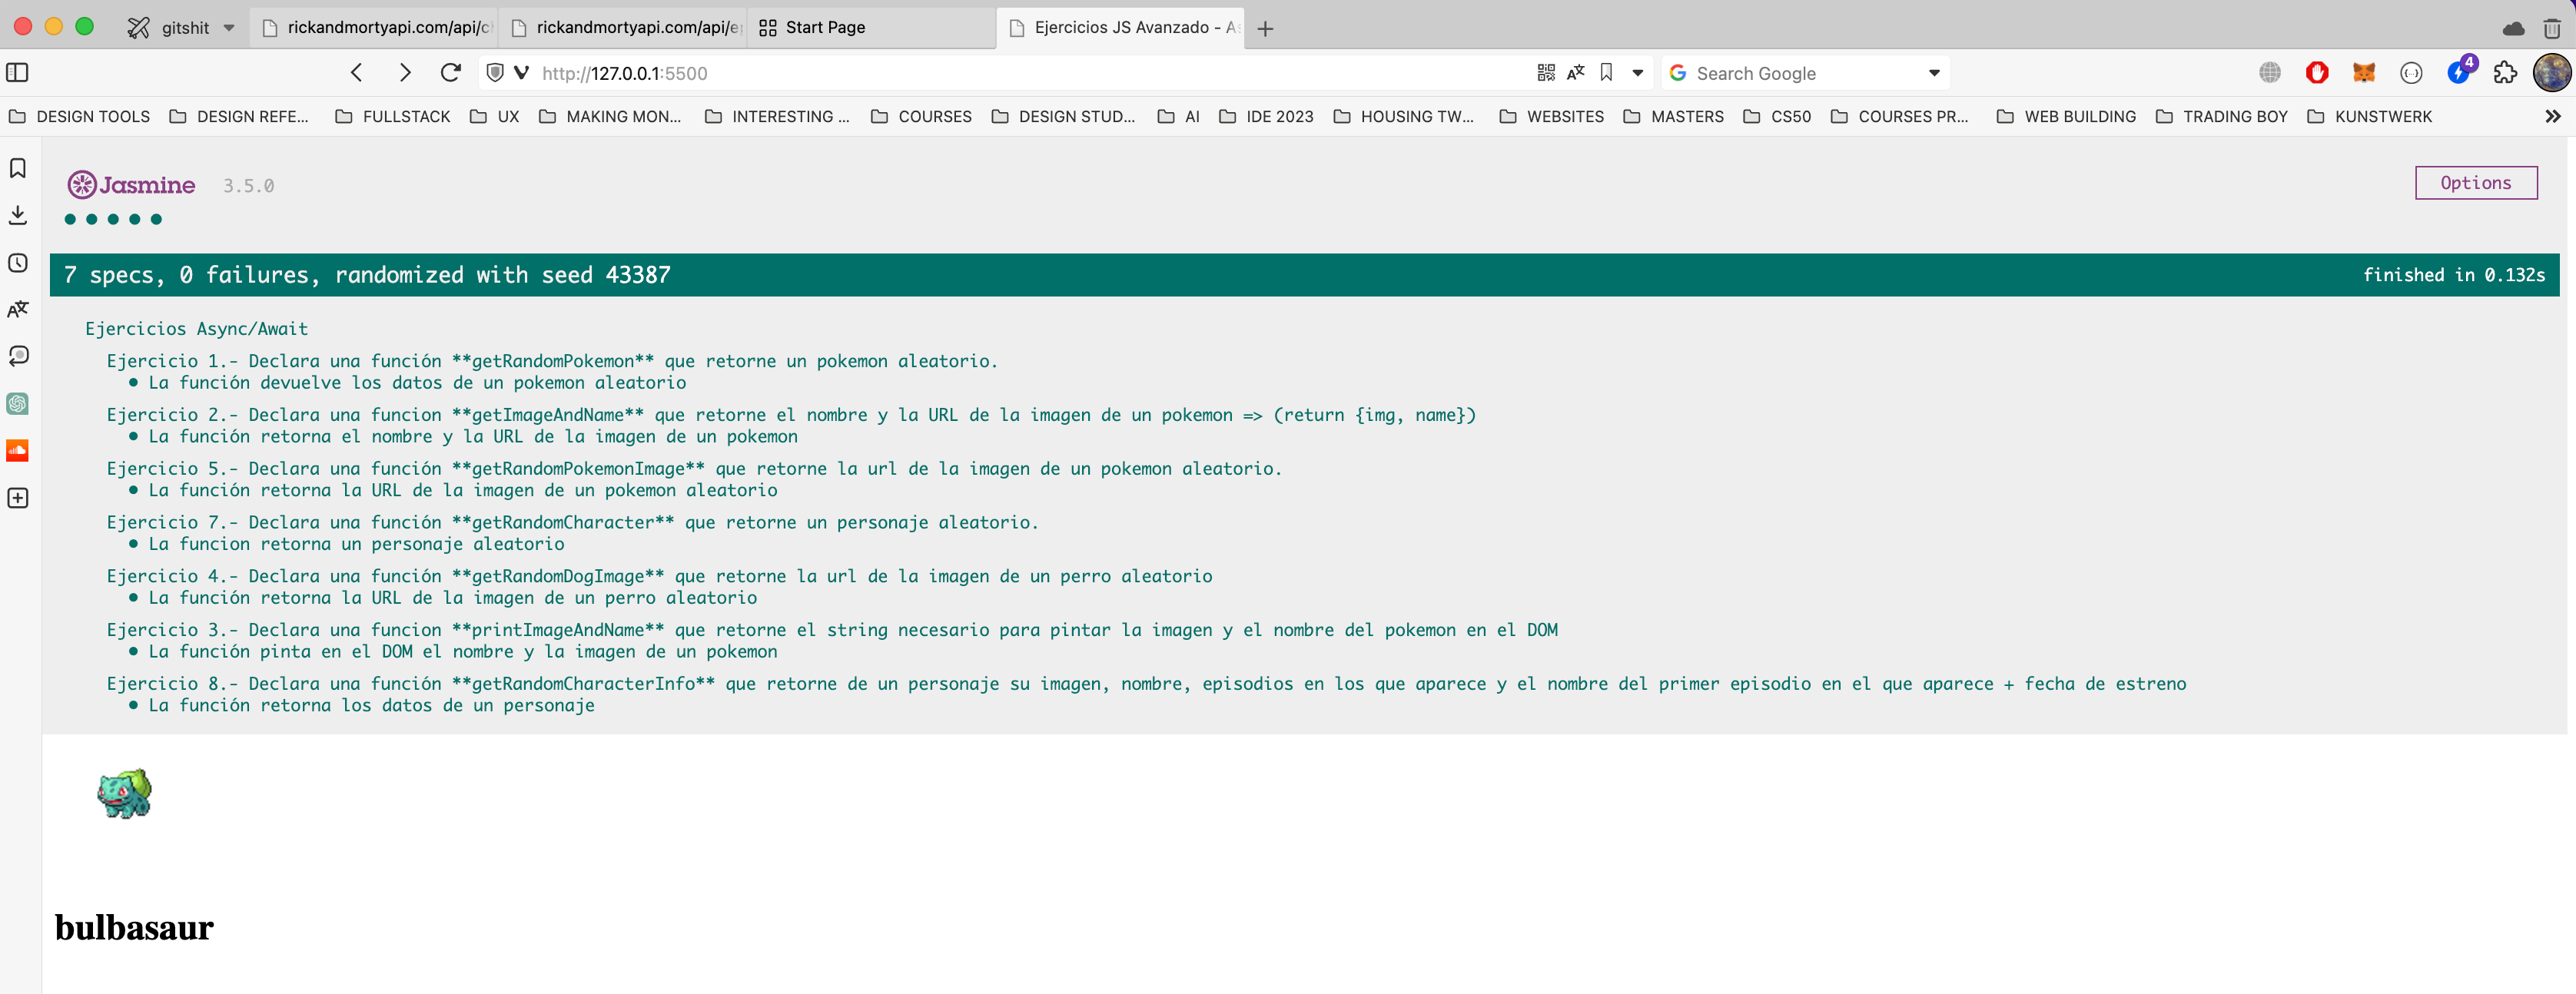 gitshit
rickandmortyapi.com/api/c
rickandmortyapi.com/api/e
Start Page
Ejercicios JS Avanzado - As
http://127.0.0.1:5500
Search Google
4
DESIGN TOOLS
DESIGN REFE...
FULLSTACK
UX
MAKING MON...
INTERESTING ...
COURSES
DESIGN STUD...
AI
IDE 2023
HOUSING TW...
WEBSITES
MASTERS
CS50
COURSES PR...
WEB BUILDING
TRADING BOY
KUNSTWERK
Jasmine 3.5.0
Options
7 specs, 0 failures, randomized with seed 43387
finished in 0.132s
Ejercicios Async/Await
Ejercicio 1.- Declara una función **getRandomPokemon** que retorne un pokemon aleatorio.
• La función devuelve los datos de un pokemon aleatorio
Ejercicio 2.- Declara una funcion **getImageAndName** que retorne el nombre y la URL de la imagen de un pokemon => (return {img, name})
• La función retorna el nombre y la URL de la imagen de un pokemon
Ejercicio 5.- Declara una función **getRandomPokemonImage** que retorne la url de la imagen de un pokemon aleatorio.
• La función retorna la URL de la imagen de un pokemon aleatorio
Ejercicio 7.- Declara una función **getRandomCharacter** que retorne un personaje aleatorio.
• La funcion retorna un personaje aleatorio
Ejercicio 4.- Declara una función **getRandomDogImage** que retorne la url de la imagen de un perro aleatorio
• La función retorna la URL de la imagen de un perro aleatorio
Ejercicio 3.- Declara una funcion **printImageAndName** que retorne el string necesario para pintar la imagen y el nombre del pokemon en el DOM
• La función pinta en el DOM el nombre y la imagen de un pokemon
Ejercicio 8.- Declara una función **getRandomCharacterInfo** que retorne de un personaje su imagen, nombre, episodios en los que aparece y el nombre del primer episodio en el que aparece + fecha de estreno
• La función retorna los datos de un personaje
bulbasaur